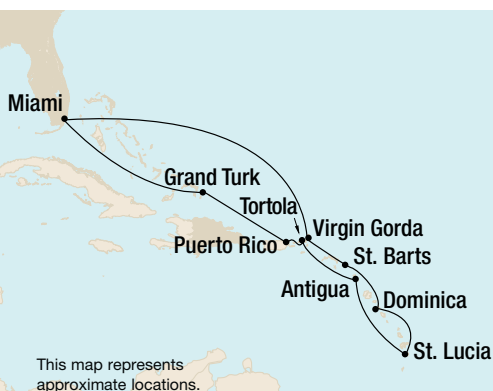 Miami
Grand Turk
Tortola
Virgin Gorda
Puerto Rico
St. Barts
Antigua
Dominica
St. Lucia
This map represents
approximate locations.